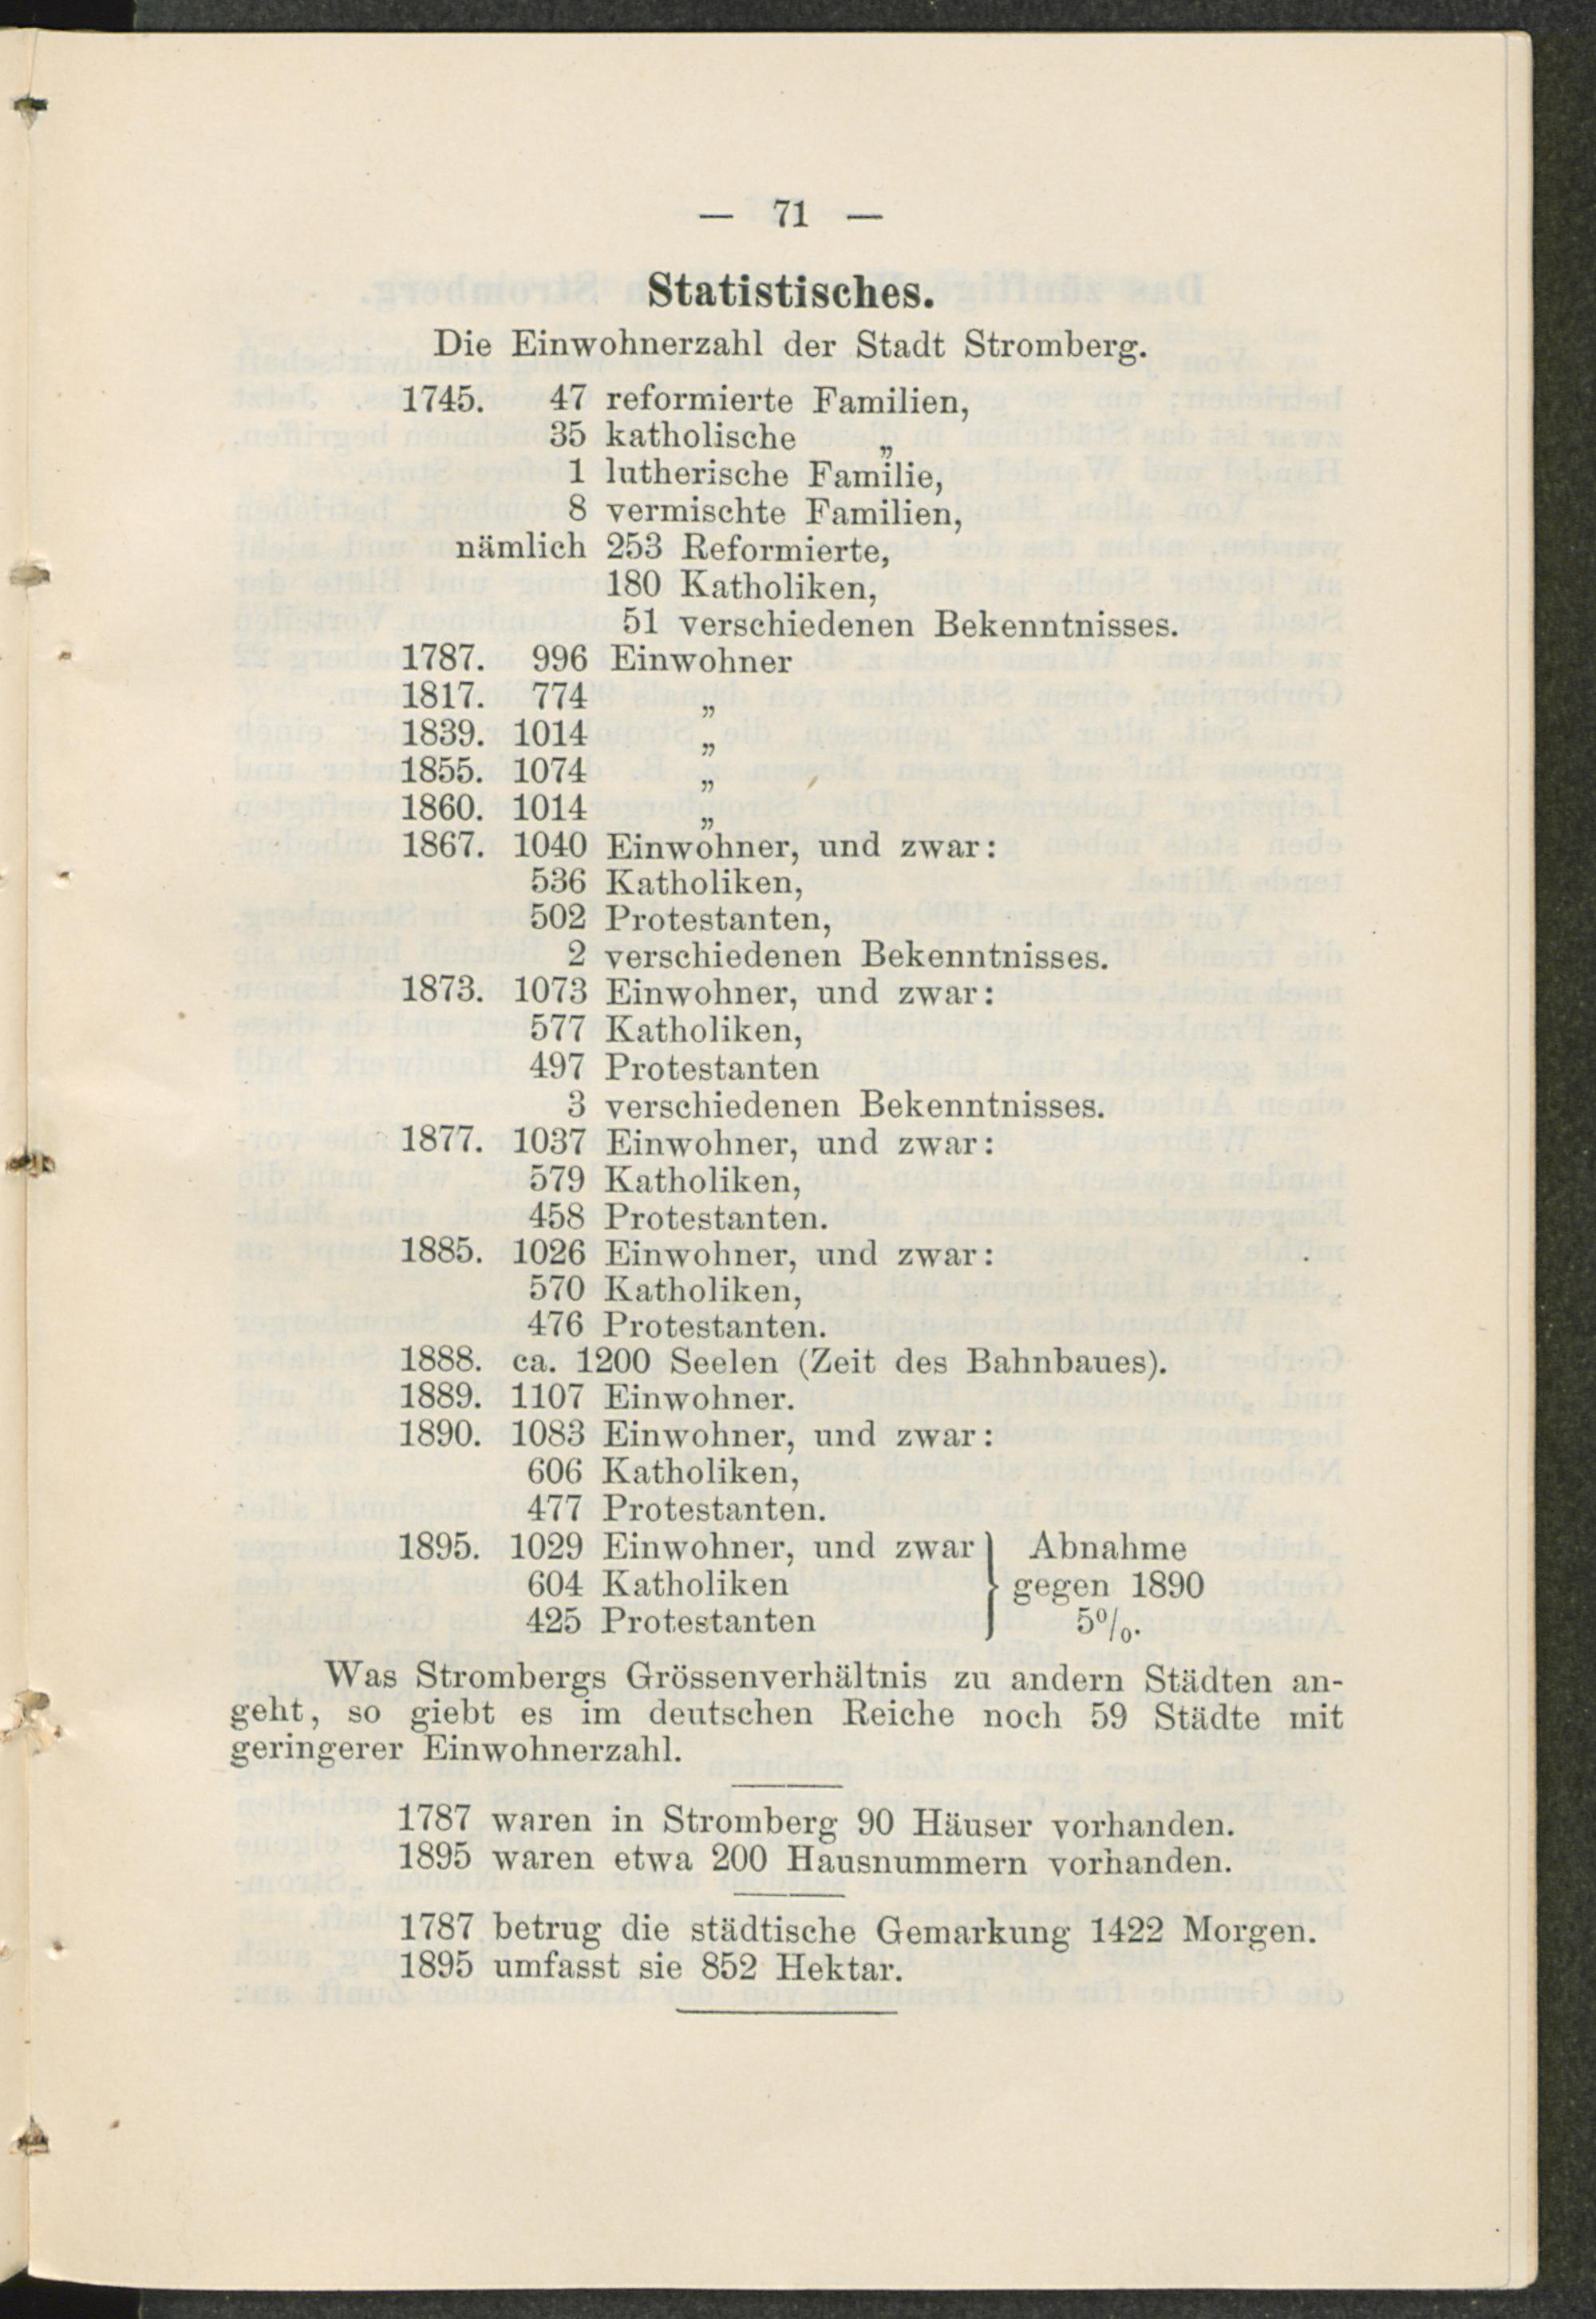 — 71 —
Statistisches.
Die Einwohnerzahl der Stadt Stromberg.
1745. 47 reformierte Familien,
35 katholische „
1 lutherische Familie,
8 vermischte Familien,
nämlich 253 Reformierte,
180 Katholiken,
51 verschiedenen Bekenntnisses.
1787. 996 Einwohner
1817. 774 „
1839. 1014 „
1855. 1074 „
1860. 1014 „
1867. 1040 Einwohner, und zwar:
536 Katholiken,
502 Protestanten,
2 verschiedenen Bekenntnisses.
1873. 1073 Einwohner, und zwar:
577 Katholiken,
497 Protestanten
3 verschiedenen Bekenntnisses.
1877. 1037 Einwohner, und zwar:
579 Katholiken,
458 Protestanten.
1885. 1026 Einwohner, und zwar:
570 Katholiken,
476 Protestanten.
1888. ca. 1200 Seelen (Zeit des Bahnbaues).
1889. 1107 Einwohner.
1890. 1083 Einwohner, und zwar:
606 Katholiken,
477 Protestanten.
1895. 1029 Einwohner, und zwar } Abnahme
604 Katholiken gegen 1890
425 Protestanten 5%.
Was Strombergs Grössenverhältnis zu andern Städten an-
geht, so giebt es im deutschen Reiche noch 59 Städte mit
geringerer Einwohnerzahl.
1787 waren in Stromberg 90 Häuser vorhanden.
1895 waren etwa 200 Hausnummern vorhanden.
1787 betrug die städtische Gemarkung 1422 Morgen.
1895 umfasst sie 852 Hektar.